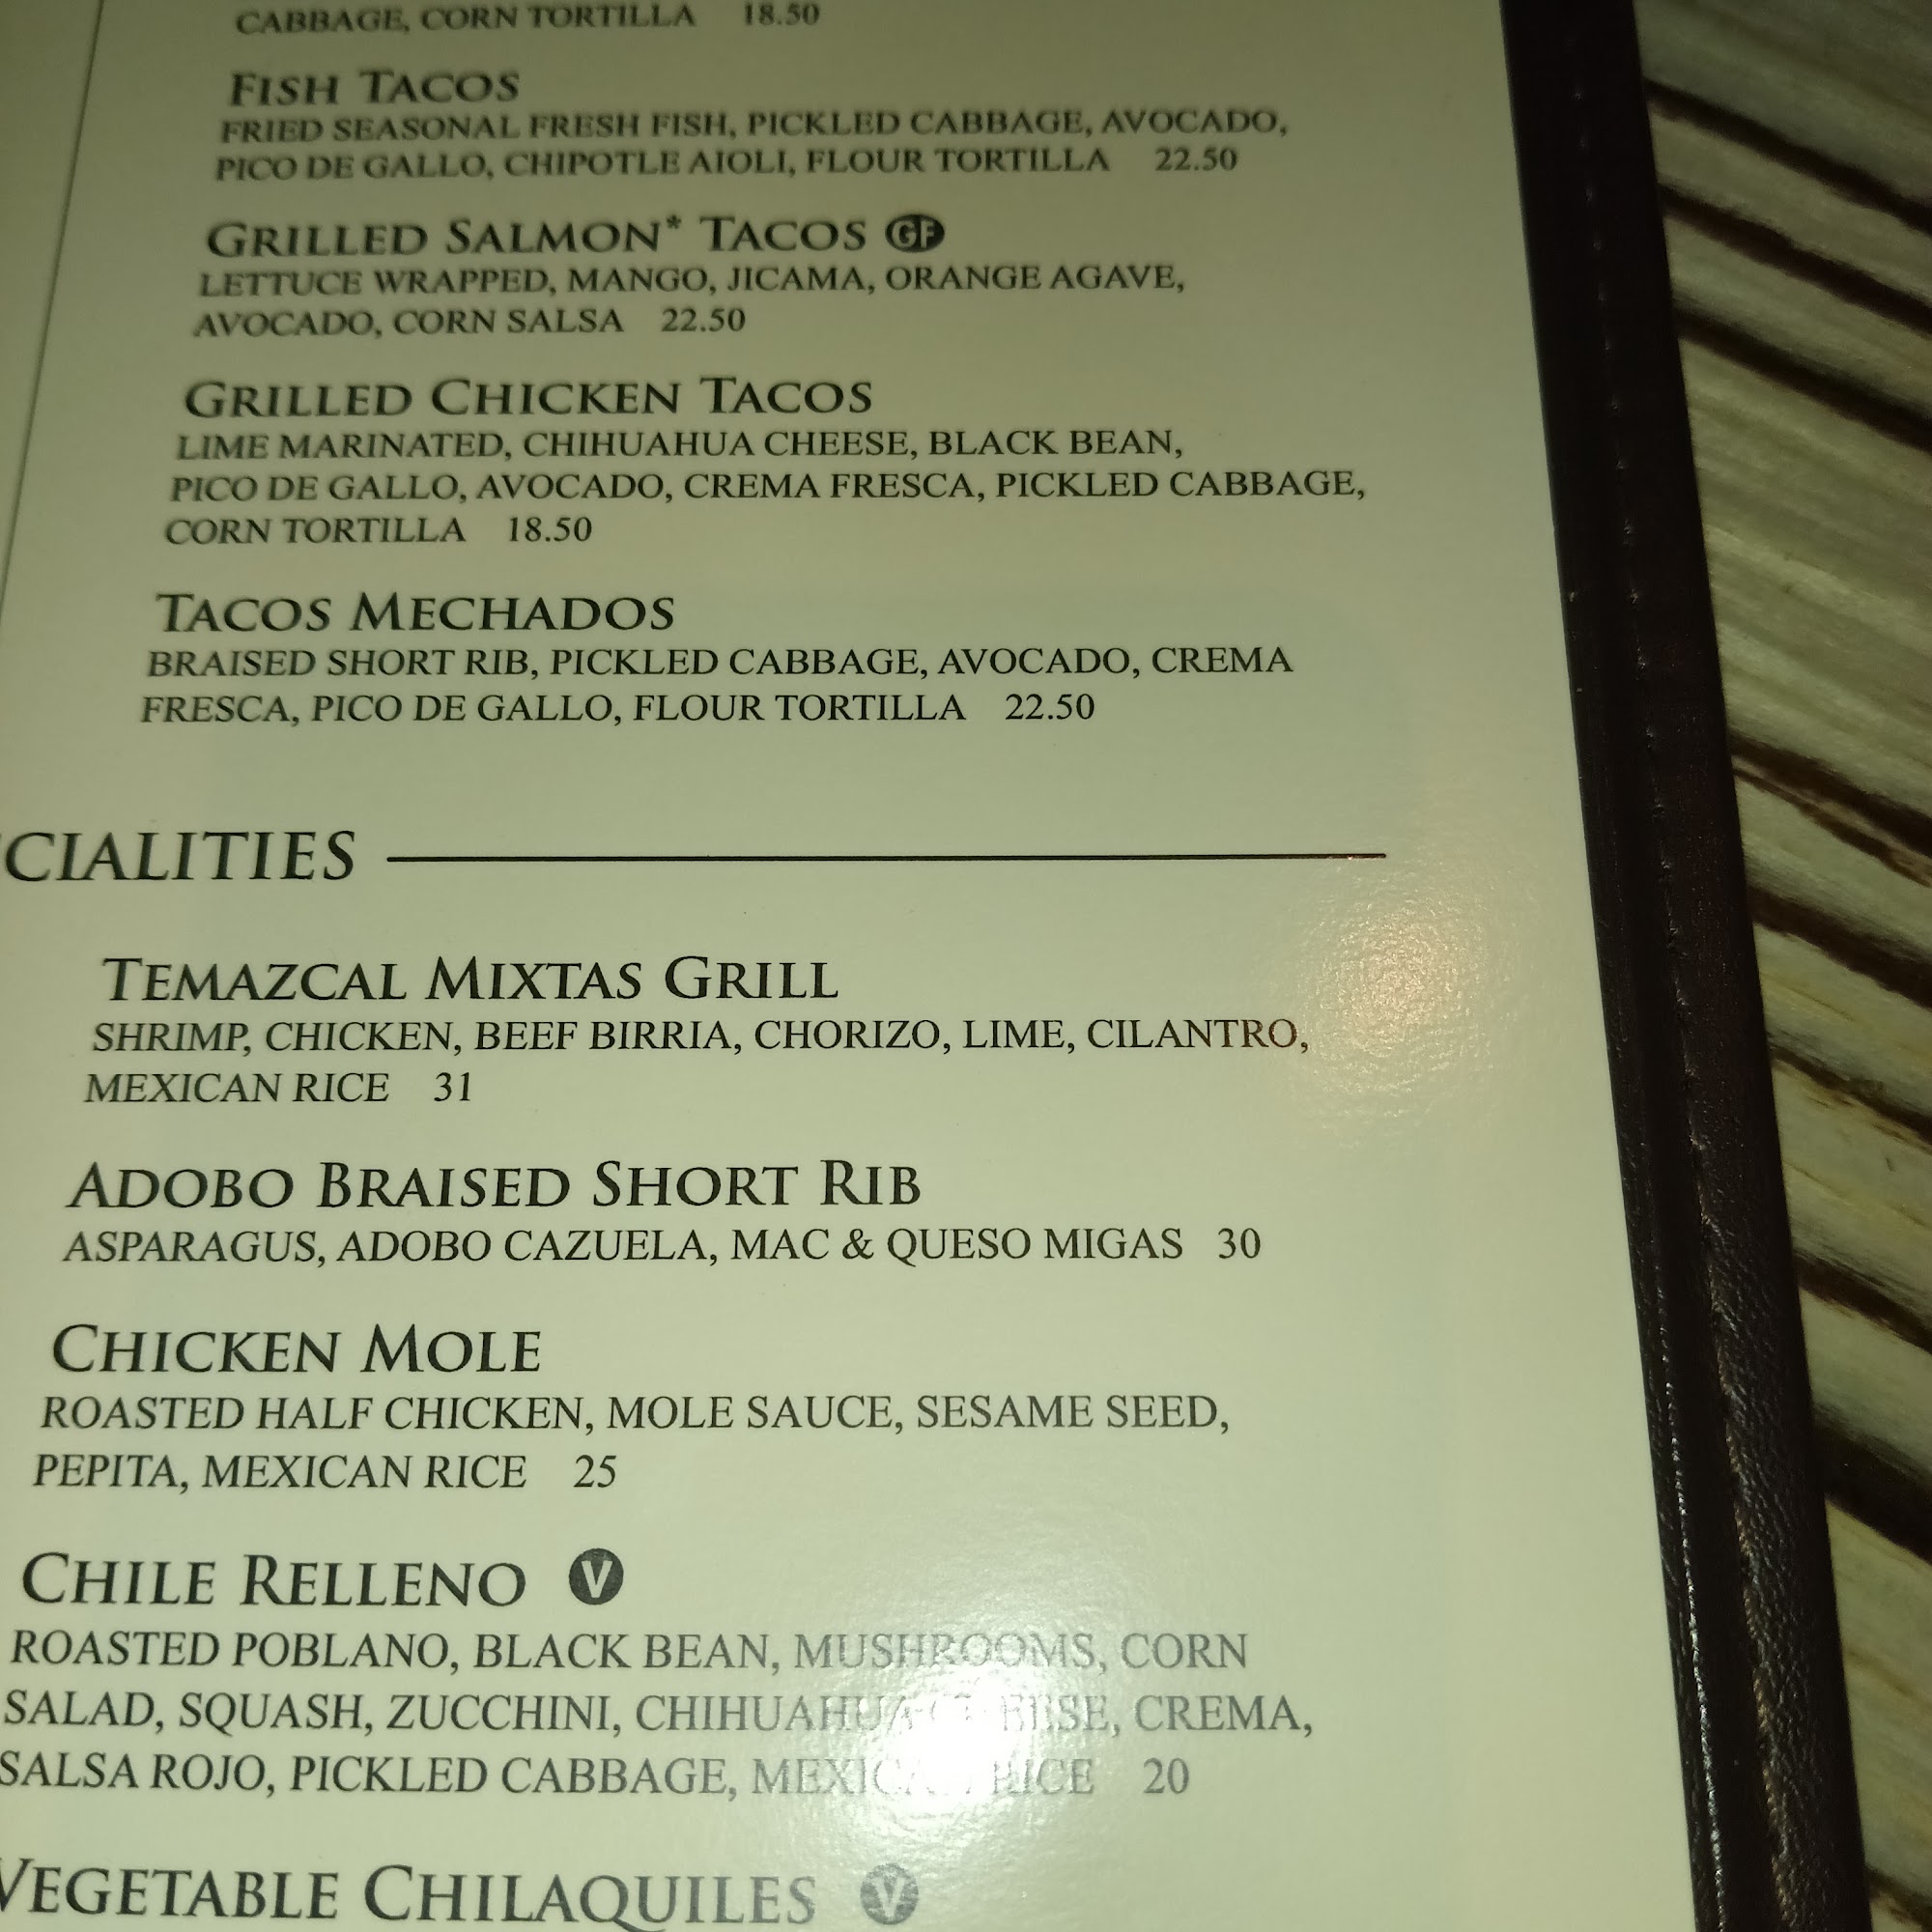 CABBAGE, CORN TORTILLA 18.50
FISH TACOS
FRIED SEASONAL FRESH FISH, PICKLED CABBAGE, AVOCADO,
PICO DE GALLO, CHIPOTLE AIOLI, FLOUR TORTILLA 22.50
GRILLED SALMON* TACOS GF
LETTUCE WRAPPED, MANGO, JICAMA, ORANGE AGAVE,
AVOCADO, CORN SALSA 22.50
GRILLED CHICKEN TACOS
LIME MARINATED, CHIHUAHUA CHEESE, BLACK BEAN,
PICO DE GALLO, AVOCADO, CREMA FRESCA, PICKLED CABBAGE,
CORN TORTILLA 18.50
TACOS MECHADOS
BRAISED SHORT RIB, PICKLED CABBAGE, AVOCADO, CREMA
FRESCA, PICO DE GALLO, FLOUR TORTILLA 22.50
CIALITIES
TEMAZCAL MIXTAS GRILL
SHRIMP, CHICKEN, BEEF BIRRIA, CHORIZO, LIME, CILANTRO,
MEXICAN RICE 31
ADOBO BRAISED SHORT RIB
ASPARAGUS, ADOBO CAZUELA, MAC & QUESO MIGAS 30
CHICKEN MOLE
ROASTED HALF CHICKEN, MOLE SAUCE, SESAME SEED,
PEPITA, MEXICAN RICE 25
CHILE RELLENO V
ROASTED POBLANO, BLACK BEAN, MUSHROOMS, CORN
SALAD, SQUASH, ZUCCHINI, CHIHUAHUA CHEESE, CREMA,
SALSA ROJO, PICKLED CABBAGE, MEXICAN RICE 20
VEGETABLE CHILAQUILES V